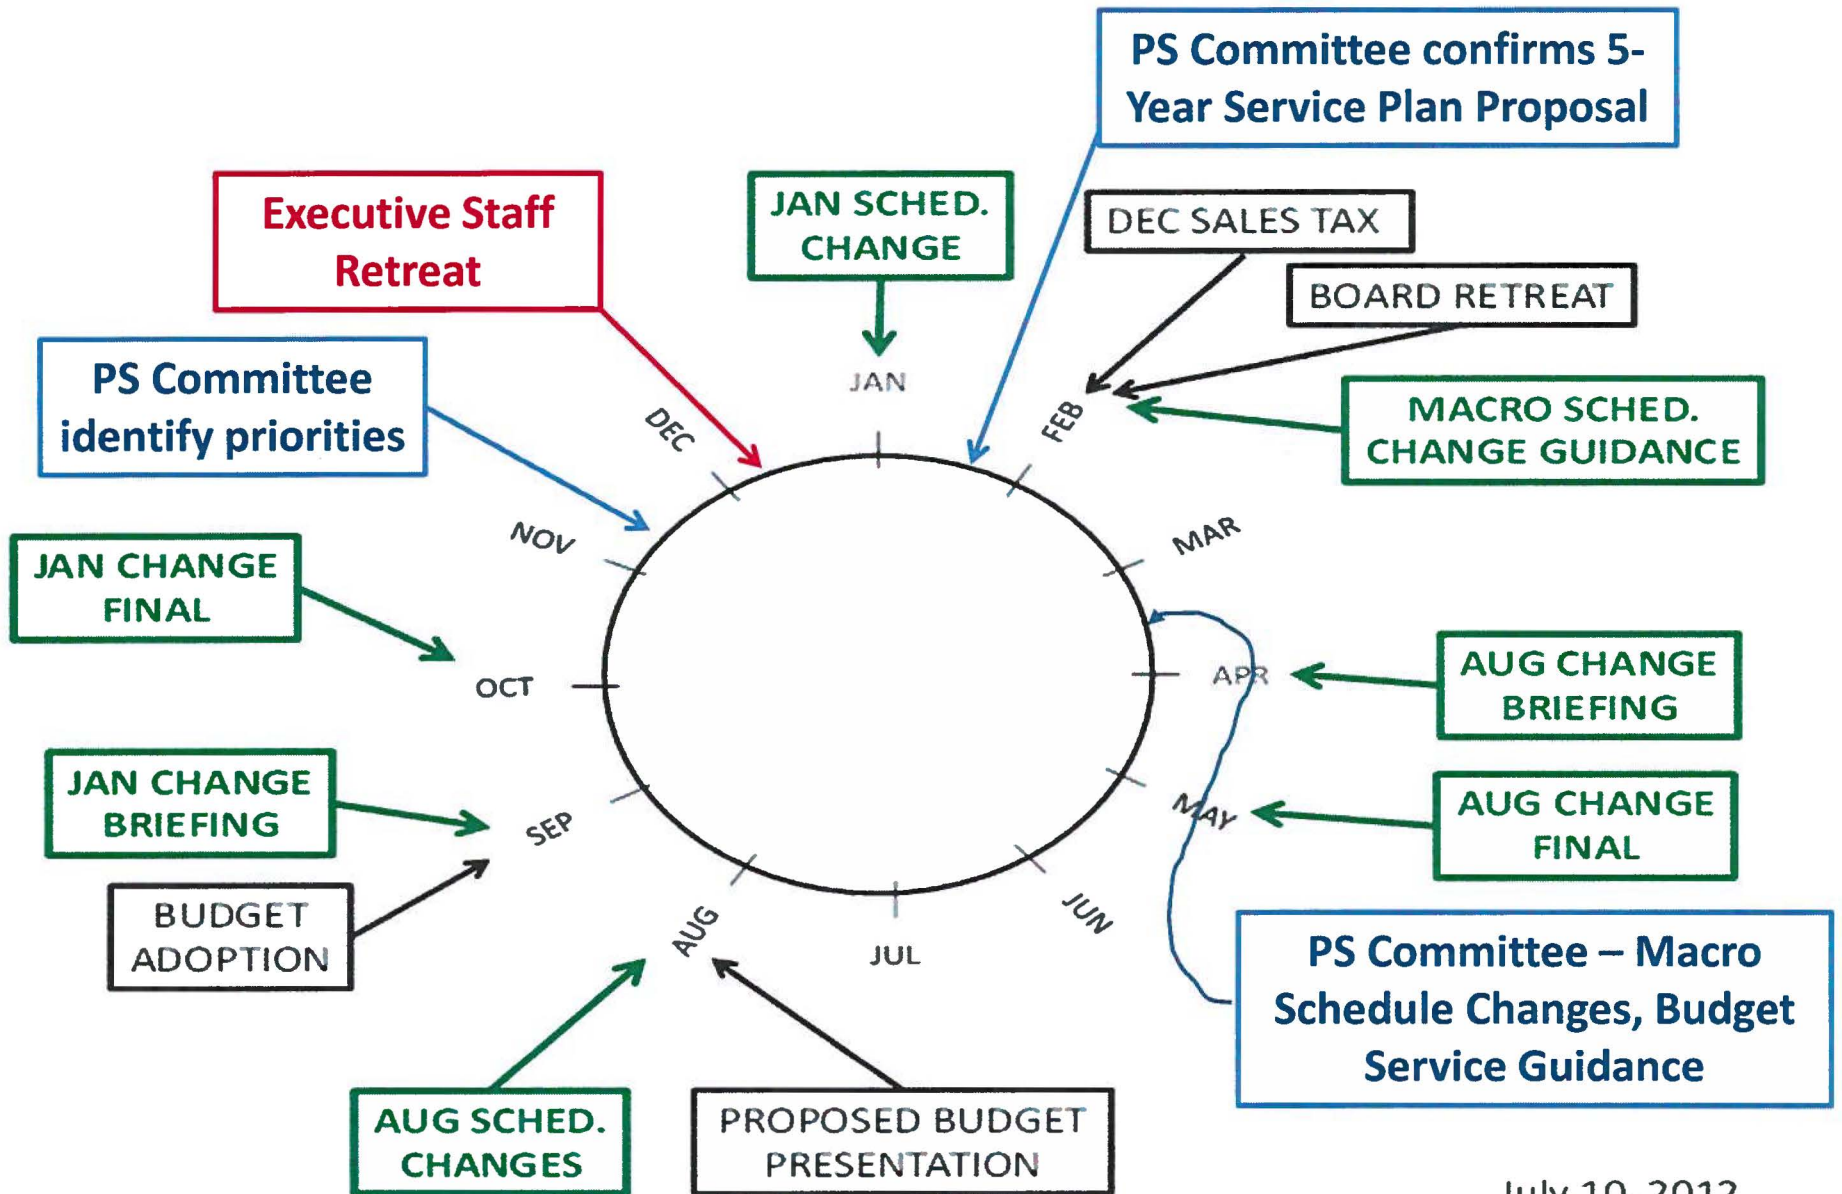 PS Committee confirms 5-
Year Service Plan Proposal
Executive Staff
Retreat
JAN SCHED.
CHANGE
DEC SALES TAX
BOARD RETREAT
PS Committee
identify priorities
MACRO SCHED.
CHANGE GUIDANCE
JAN
FEB
DEC
NOV
MAR
JAN CHANGE
FINAL
OCT
APR
AUG CHANGE
BRIEFING
JAN CHANGE
BRIEFING
SEP
MAY
AUG CHANGE
FINAL
BUDGET
ADOPTION
AUG
JUL
JUN
PS Committee – Macro
Schedule Changes, Budget
Service Guidance
AUG SCHED.
CHANGES
PROPOSED BUDGET
PRESENTATION
July 10, 2012